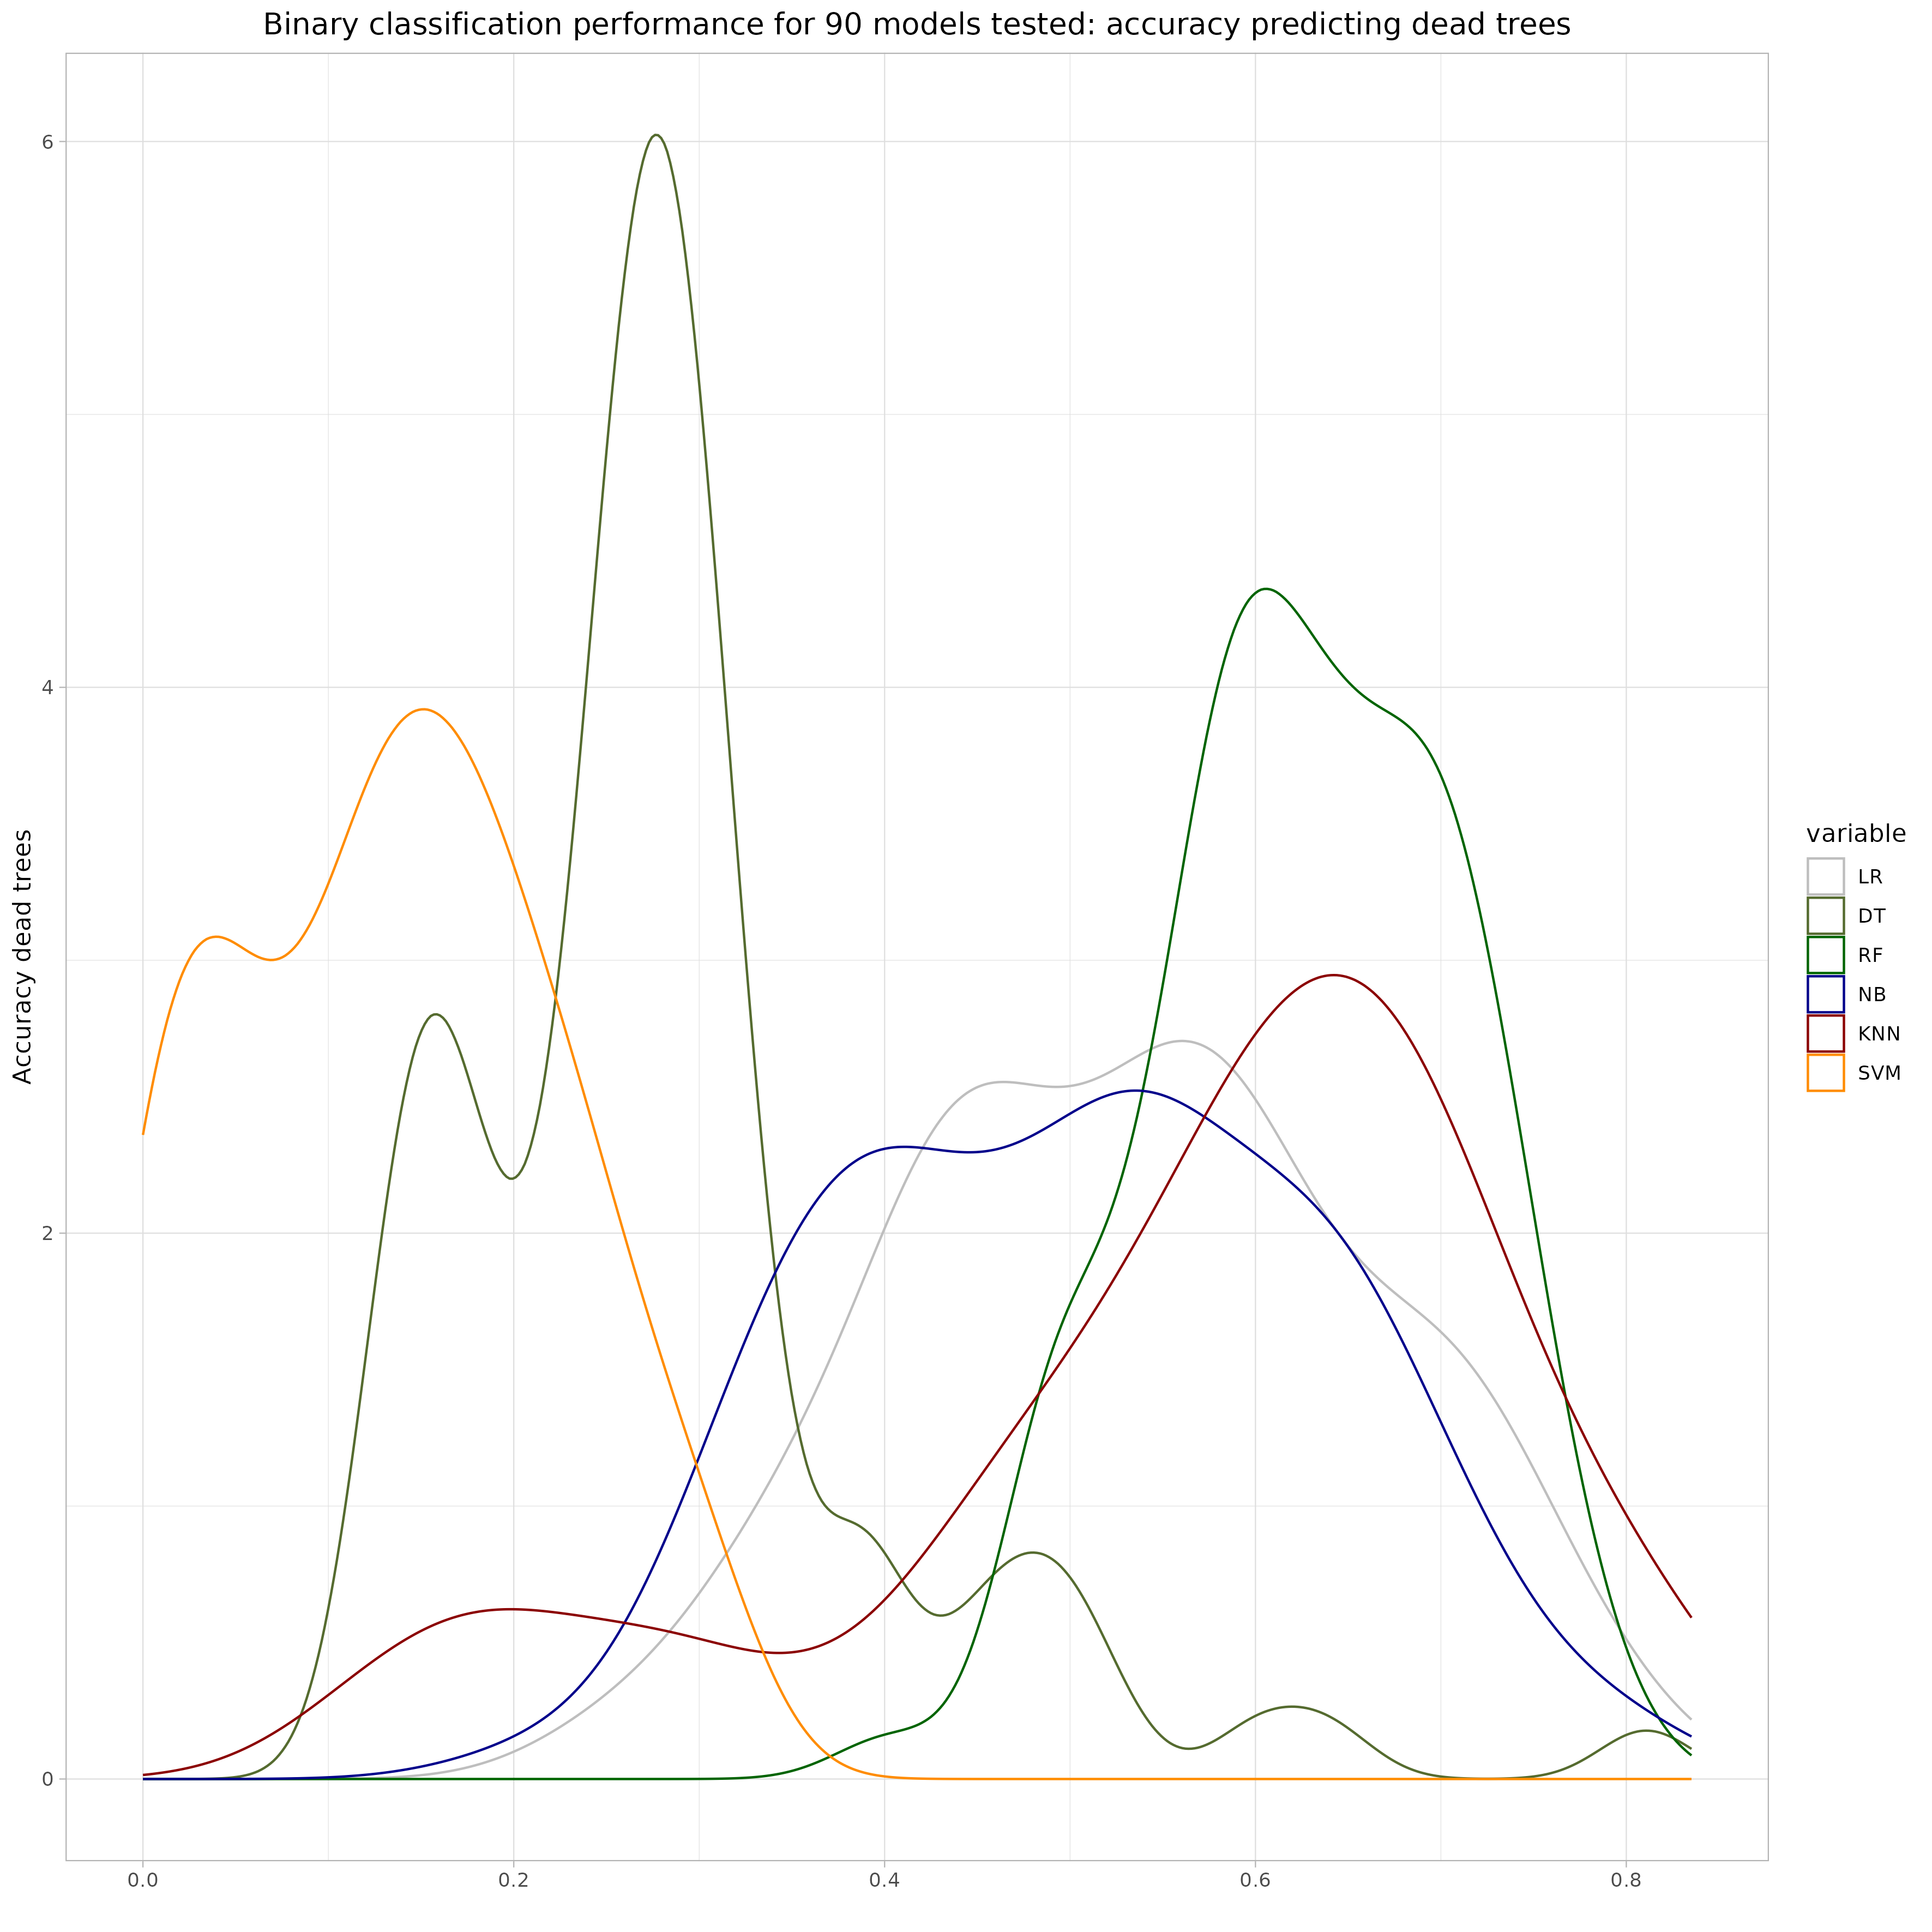 Binary classification performance for 90 models tested: accuracy predicting dead trees
6
4
2
0
Accuracy dead trees
0.0 0.2 0.4 0.6 0.8
variable
LR
DT
RF
NB
KNN
SVM